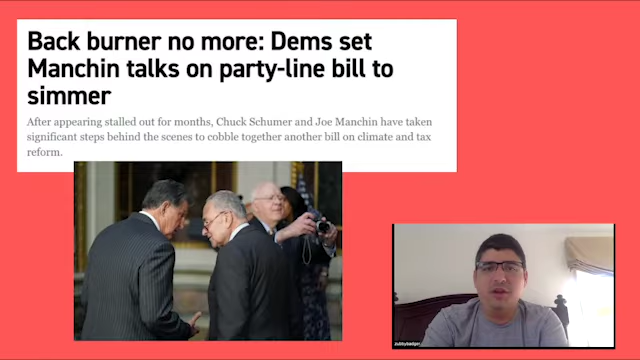 Back burner no more: Dems set
Manchin talks on party-line bill to
simmer
After appearing stalled out for months, Chuck Schumer and Joe Manchin have taken
significant steps behind the scenes to cobble together another bill on climate and tax
reform.
zubbybadger